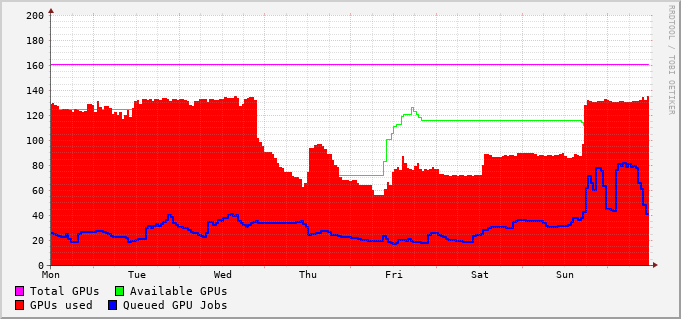 RRDTOOL / TOBI OETIKER
200
180
160
140
120
100
80
60
40
20
0
Mon Tue Wed Thu Fri Sat Sun
Total GPUs Available GPUs
GPUs used Queued GPU Jobs